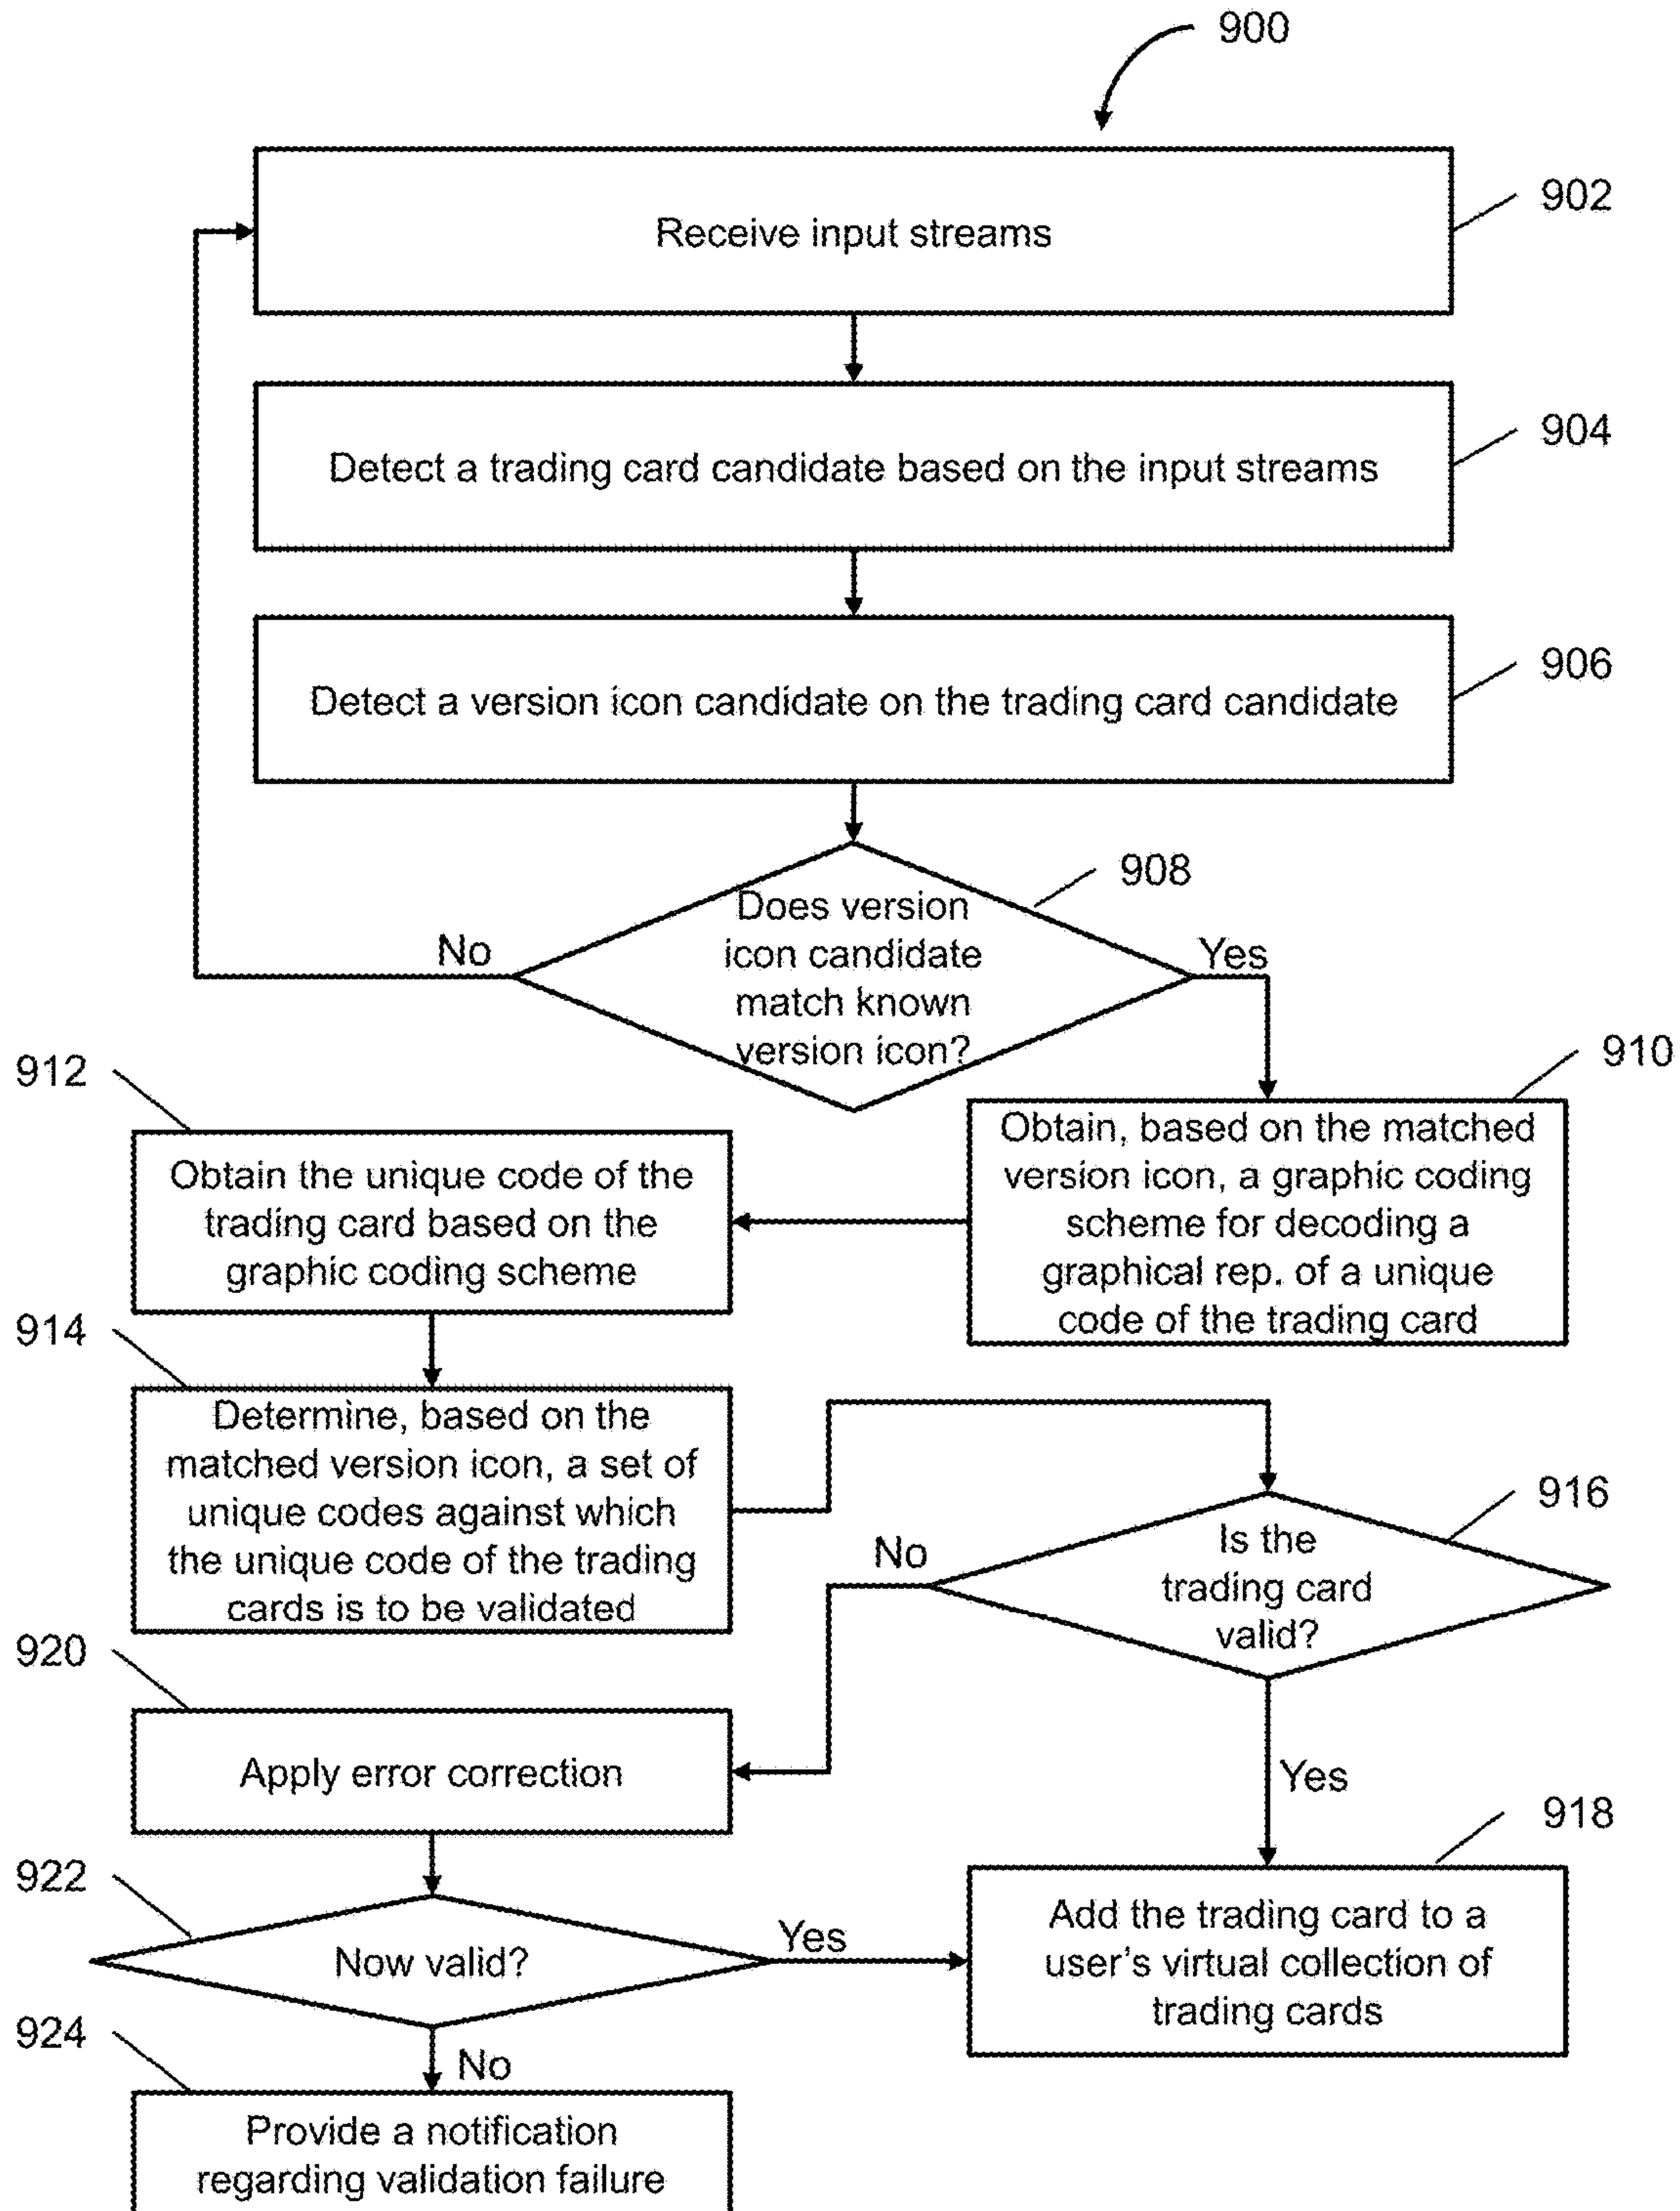 900
Receive input streams
902
Detect a trading card candidate based on the input streams
904
Detect a version icon candidate on the trading card candidate
906
908
Does version
icon candidate
match known
version icon?
No
Yes
910
Obtain, based on the matched
version icon, a graphic coding
scheme for decoding a
graphical rep. of a unique
code of the trading card
912
Obtain the unique code of the
trading card based on the
graphic coding scheme
914
Determine, based on the
matched version icon, a set of
unique codes against which
the unique code of the trading
cards is to be validated
916
Is the
trading card
valid?
No
Yes
918
Add the trading card to a
user's virtual collection of
trading cards
920
Apply error correction
922
Now valid?
Yes
No
924
Provide a notification
regarding validation failure